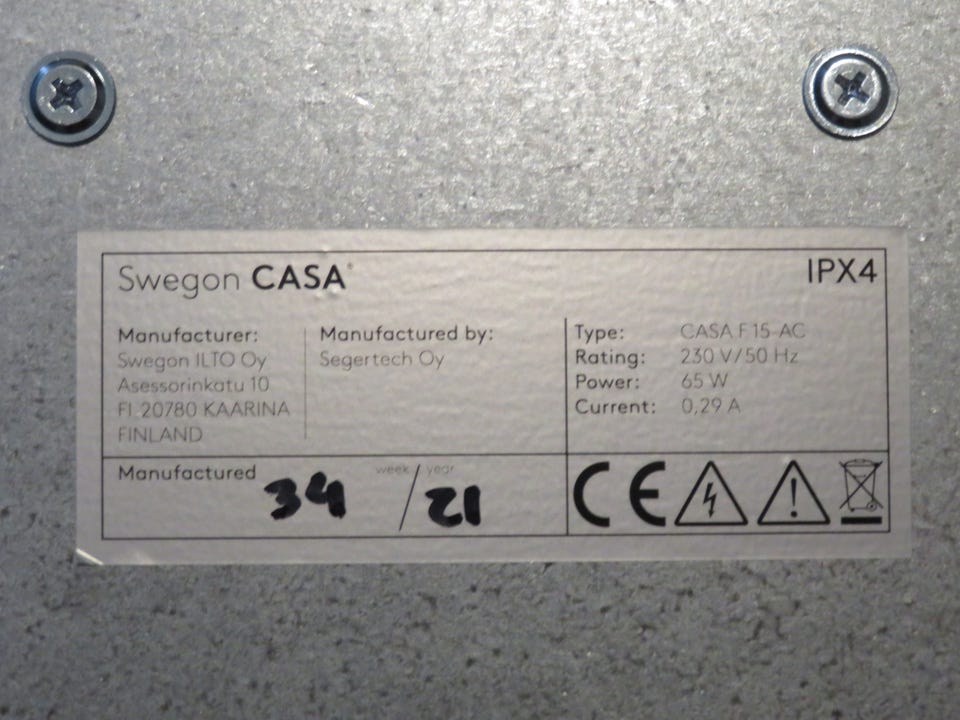 Swegon CASA®
IPX4
Manufacturer:
Swegon ILTO Oy
Asessorinkatu 10
FI 20780 KAARINA
FINLAND
Manufactured by:
Segertech Oy
Type: CASA F 15-AC
Rating: 230 V/50 Hz
Power: 65 W
Current: 0,29 A
Manufactured
week / year
34 / 21
CE